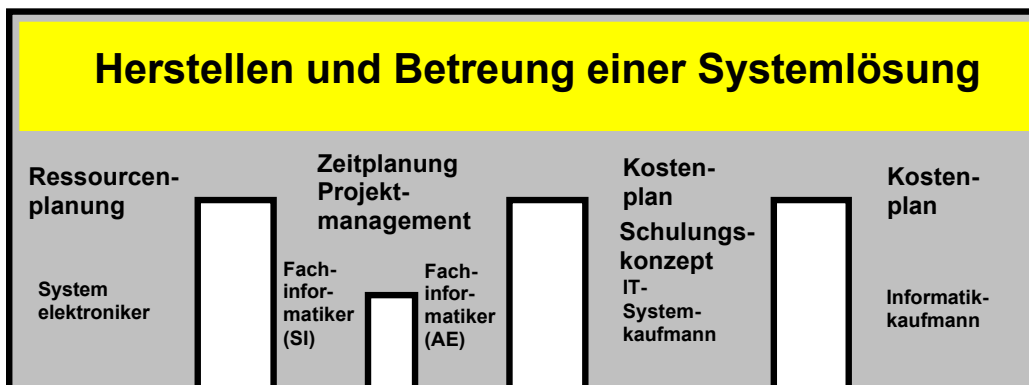 Herstellen und Betreung einer Systemlösung
Ressourcen-
planung
Zeitplanung
Projekt-
management
Kosten-
plan
Schulungs-
konzept
Kosten-
plan
System
elektroniker
Fach-
infor-
matiker
(SI)
Fach-
infor-
matiker
(AE)
IT-
System-
kaufmann
Informatik-
kaufmann